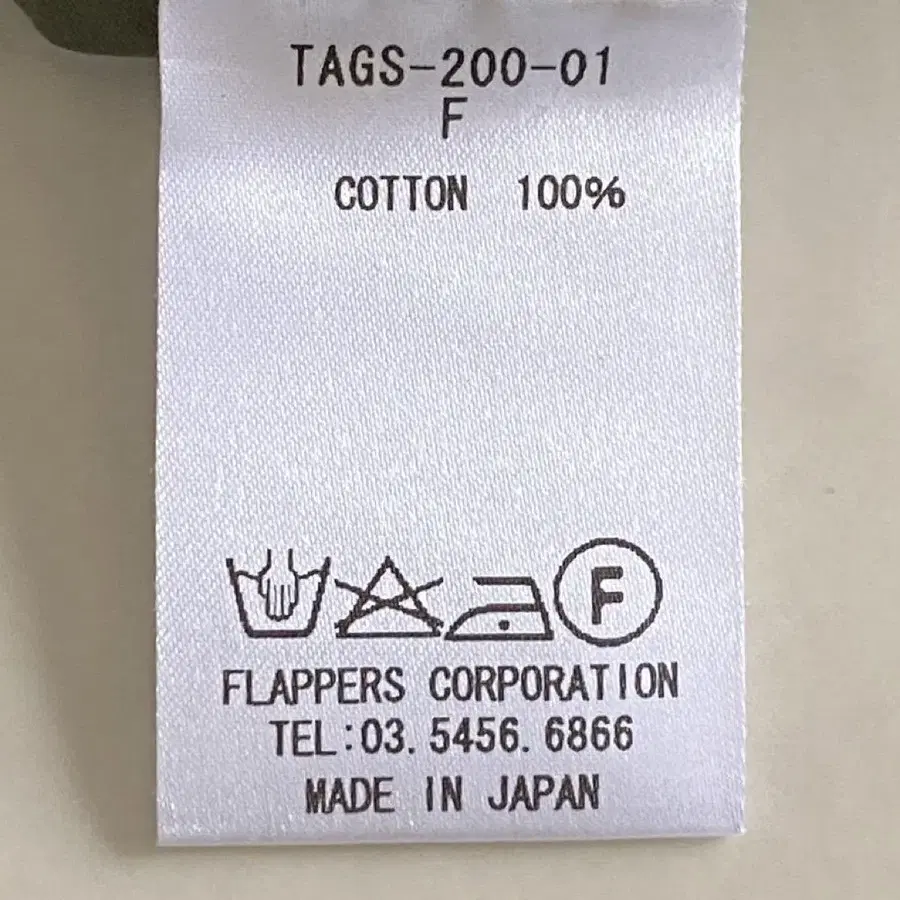 TAGS-200-01
F
COTTON 100%
F
FLAPPERS CORPORATION
TEL:03.5456.6866
MADE IN JAPAN